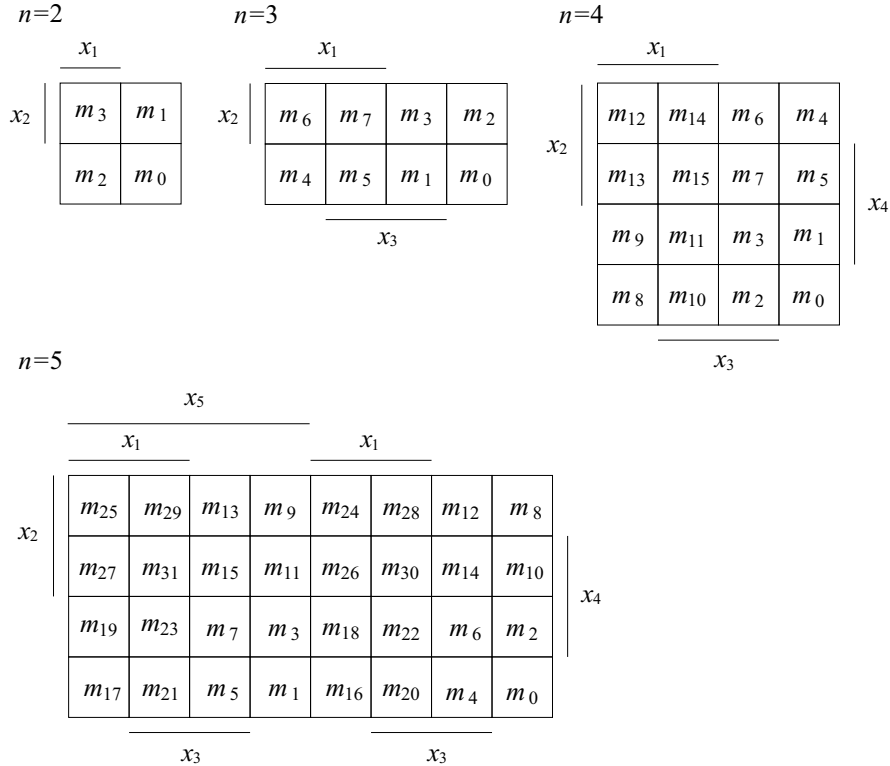 n=2 n=3 n=4
x1 x1 x1
x2 m3 m1 x2 m6 m7 m3 m2 x2 m12 m14 m6 m4
m2 m0 m4 m5 m1 m0 m13 m15 m7 m5 x4
x3 m9 m11 m3 m1
m8 m10 m2 m0
x3
n=5
x5
x1 x1
x2 m25 m29 m13 m9 m24 m28 m12 m8
m27 m31 m15 m11 m26 m30 m14 m10 x4
m19 m23 m7 m3 m18 m22 m6 m2
m17 m21 m5 m1 m16 m20 m4 m0
x3 x3